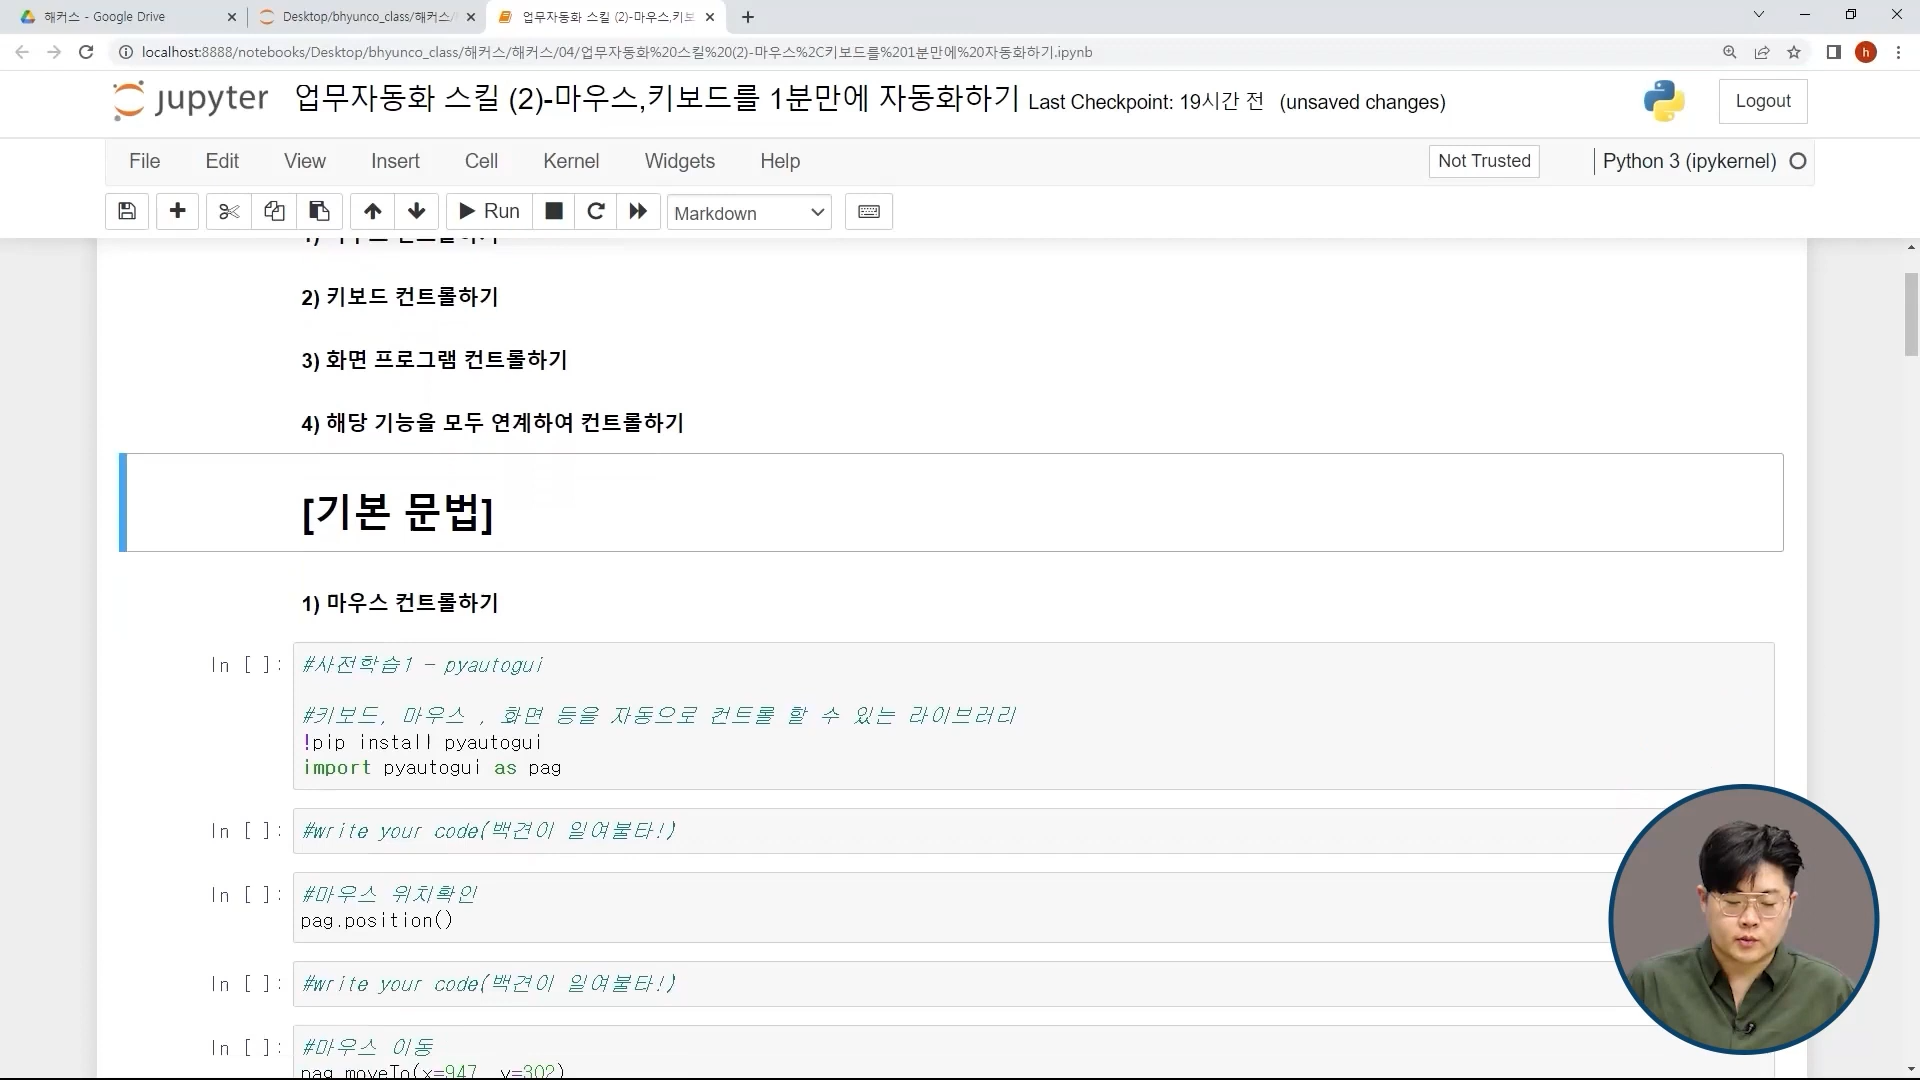 해커스 - Google Drive
Desktop/bhyunco_class/해커스/
업무자동화 스킬 (2)-마우스,키보
localhost:8888/notebooks/Desktop/bhyunco_class/해커스/해커스/04/업무자동화%20스킬%20(2)-마우스%2C키보드를%201분만에%20자동화하기.ipynb
h
jupyter 업무자동화 스킬 (2)-마우스,키보드를 1분만에 자동화하기 Last Checkpoint: 19시간 전 (unsaved changes)
Logout
File Edit View Insert Cell Kernel Widgets Help
Not Trusted
Python 3 (ipykernel)
Run
Markdown
1) 마우스 컨트롤하기
2) 키보드 컨트롤하기
3) 화면 프로그램 컨트롤하기
4) 해당 기능을 모두 연계하여 컨트롤하기
[기본 문법]
1) 마우스 컨트롤하기
In [ ]: #사전학습1 - pyautogui
#키보드, 마우스 , 화면 등을 자동으로 컨트롤 할 수 있는 라이브러리
!pip install pyautogui
import pyautogui as pag
In [ ]: #write your code(백견이 일여불타!)
In [ ]: #마우스 위치확인
pag.position()
In [ ]: #write your code(백견이 일여불타!)
In [ ]: #마우스 이동
pag.moveTo(x=947, y=302)